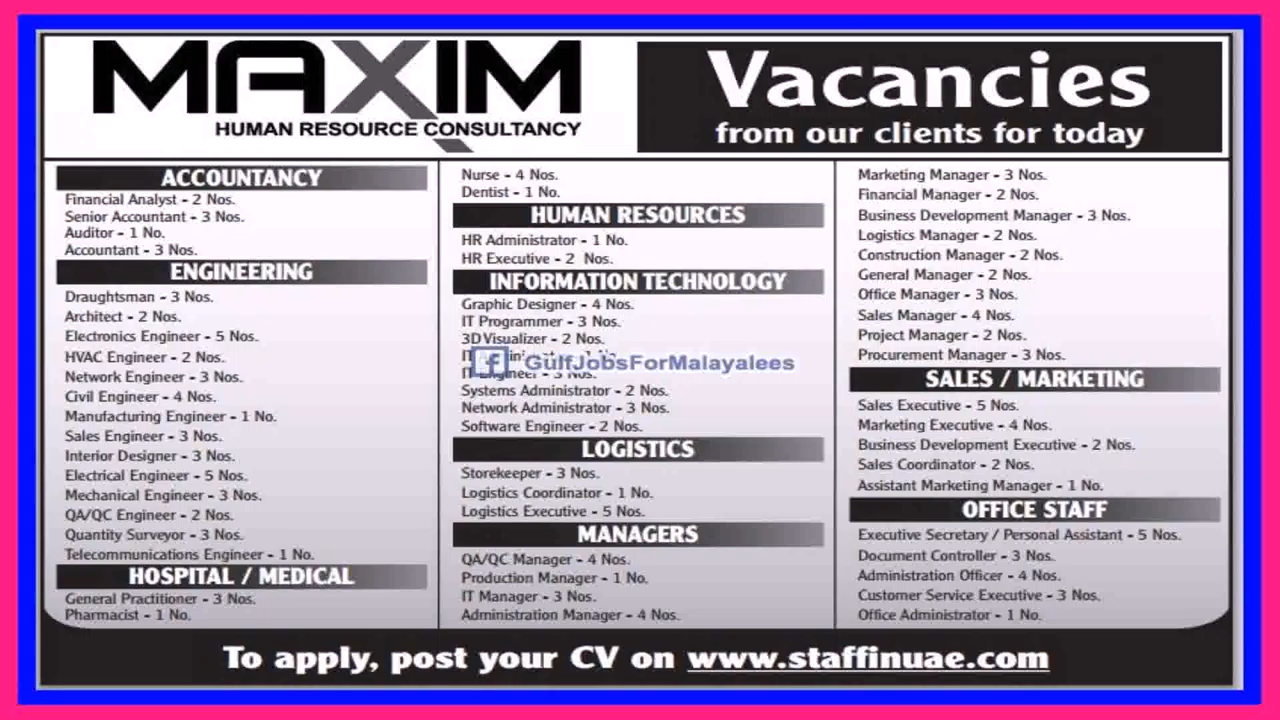 MAXIM
HUMAN RESOURCE CONSULTANCY
Vacancies
from our clients for today
ACCOUNTANCY
Financial Analyst - 2 Nos.
Senior Accountant - 3 Nos.
Auditor - 1 No.
Accountant - 3 Nos.
ENGINEERING
Draughtsman - 3 Nos.
Architect - 2 Nos.
Electronics Engineer - 5 Nos.
HVAC Engineer - 2 Nos.
Network Engineer - 3 Nos.
Civil Engineer - 4 Nos.
Manufacturing Engineer - 1 No.
Sales Engineer - 3 Nos.
Interior Designer - 3 Nos.
Electrical Engineer - 5 Nos.
Mechanical Engineer - 3 Nos.
QA/QC Engineer - 2 Nos.
Quantity Surveyor - 3 Nos.
Telecommunications Engineer - 1 No.
HOSPITAL / MEDICAL
General Practitioner - 3 Nos.
Pharmacist - 1 No.
Nurse - 4 Nos.
Dentist - 1 No.
HUMAN RESOURCES
HR Administrator - 1 No.
HR Executive - 2 Nos.
INFORMATION TECHNOLOGY
Graphic Designer - 4 Nos.
IT Programmer - 3 Nos.
3D Visualizer - 2 Nos.
GulfJobsForMalayalees
IT Engineer - 3 Nos.
Systems Administrator - 2 Nos.
Network Administrator - 3 Nos.
Software Engineer - 2 Nos.
LOGISTICS
Storekeeper - 3 Nos.
Logistics Coordinator - 1 No.
Logistics Executive - 5 Nos.
MANAGERS
QA/QC Manager - 4 Nos.
Production Manager - 1 No.
IT Manager - 3 Nos.
Administration Manager - 4 Nos.
Marketing Manager - 3 Nos.
Financial Manager - 2 Nos.
Business Development Manager - 3 Nos.
Logistics Manager - 2 Nos.
Construction Manager - 2 Nos.
General Manager - 2 Nos.
Office Manager - 3 Nos.
Sales Manager - 4 Nos.
Project Manager - 2 Nos.
Procurement Manager - 3 Nos.
SALES / MARKETING
Sales Executive - 5 Nos.
Marketing Executive - 4 Nos.
Business Development Executive - 2 Nos.
Sales Coordinator - 2 Nos.
Assistant Marketing Manager - 1 No.
OFFICE STAFF
Executive Secretary / Personal Assistant - 5 Nos.
Document Controller - 3 Nos.
Administration Officer - 4 Nos.
Customer Service Executive - 3 Nos.
Office Administrator - 1 No.
To apply, post your CV on www.staffinuae.com